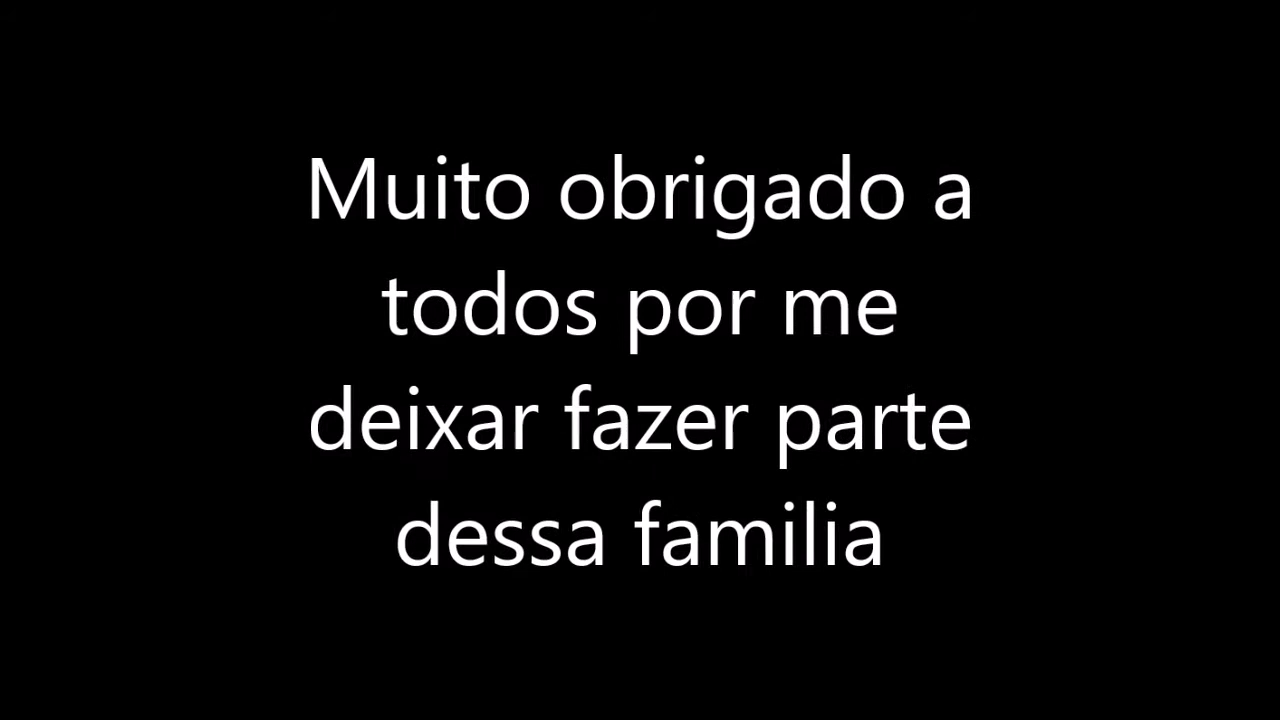 Muito obrigado a
todos por me
deixar fazer parte
dessa familia